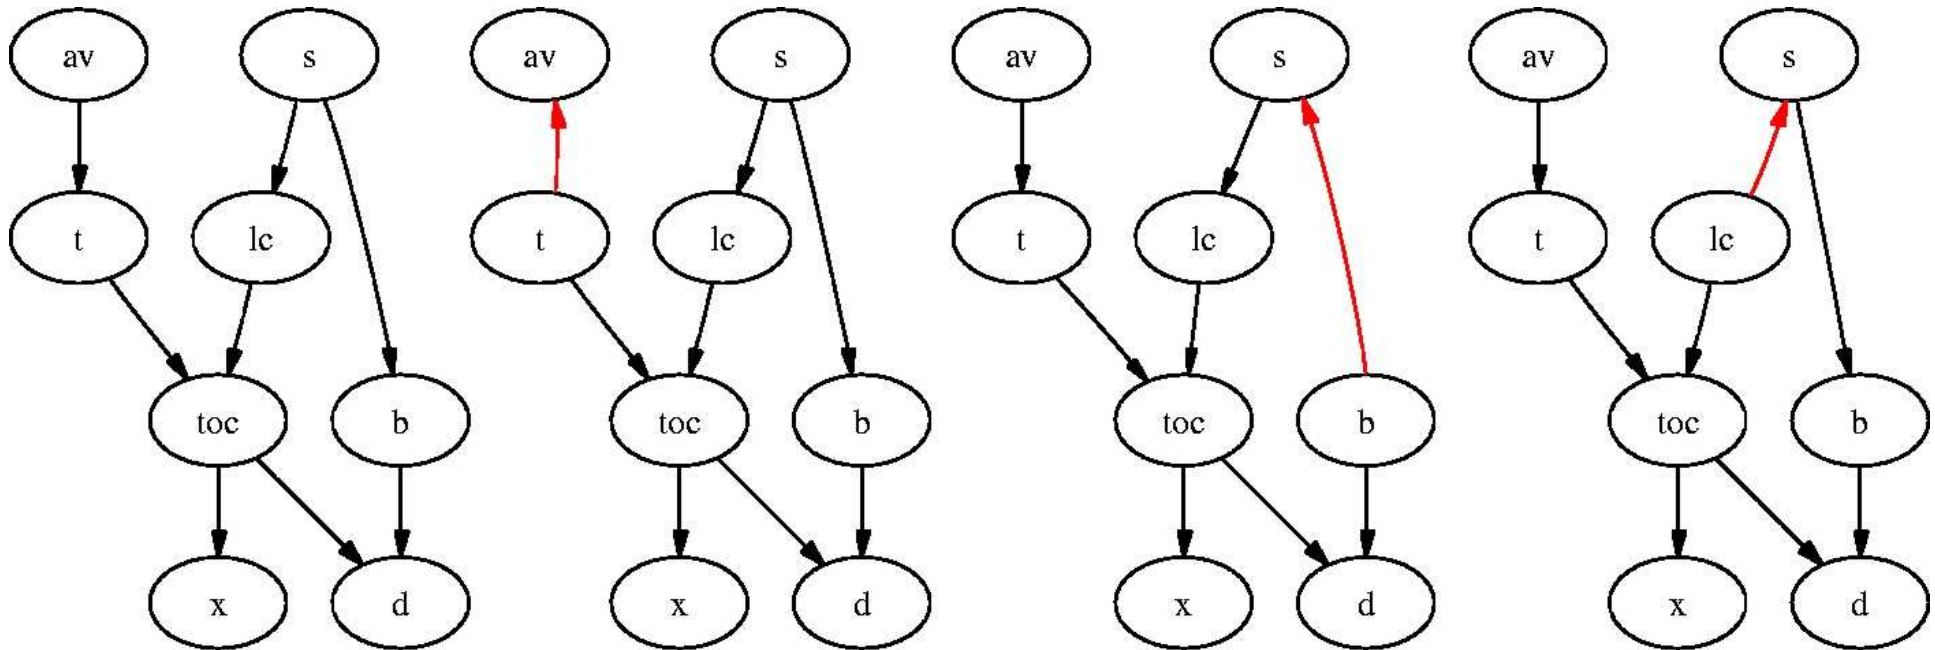 av s av s av s av s
t lc t lc t lc t lc
toc b toc b toc b toc b
x d x d x d x d